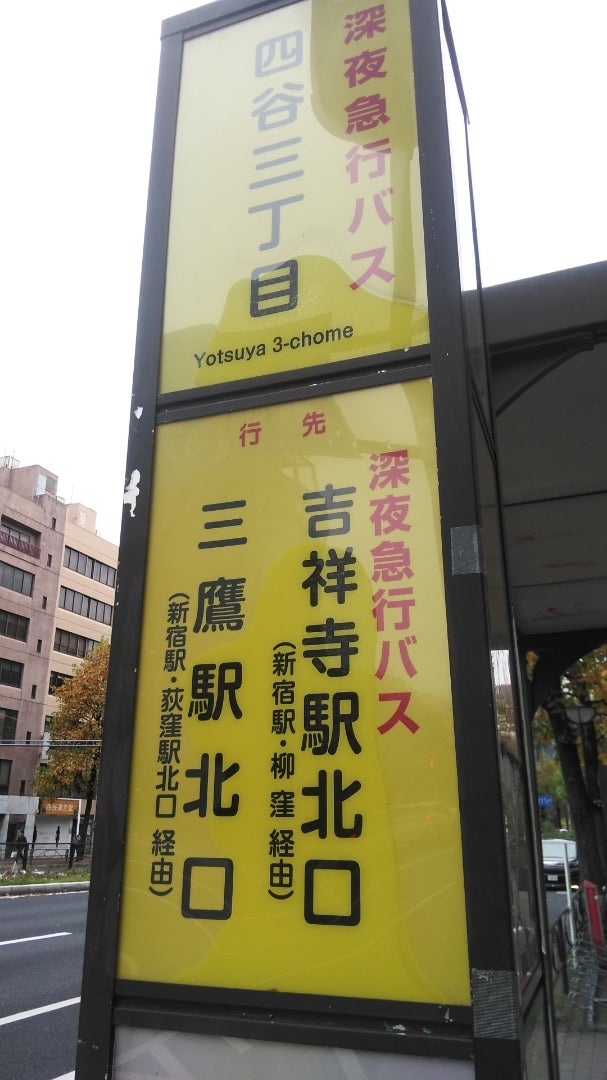 深夜急行バス
四谷三丁目
Yotsuya 3-chome
行先
深夜急行バス
吉祥寺駅北口
(新宿駅・柳窪 経由)
三鷹駅北口
(新宿駅・荻窪駅北口 経由)